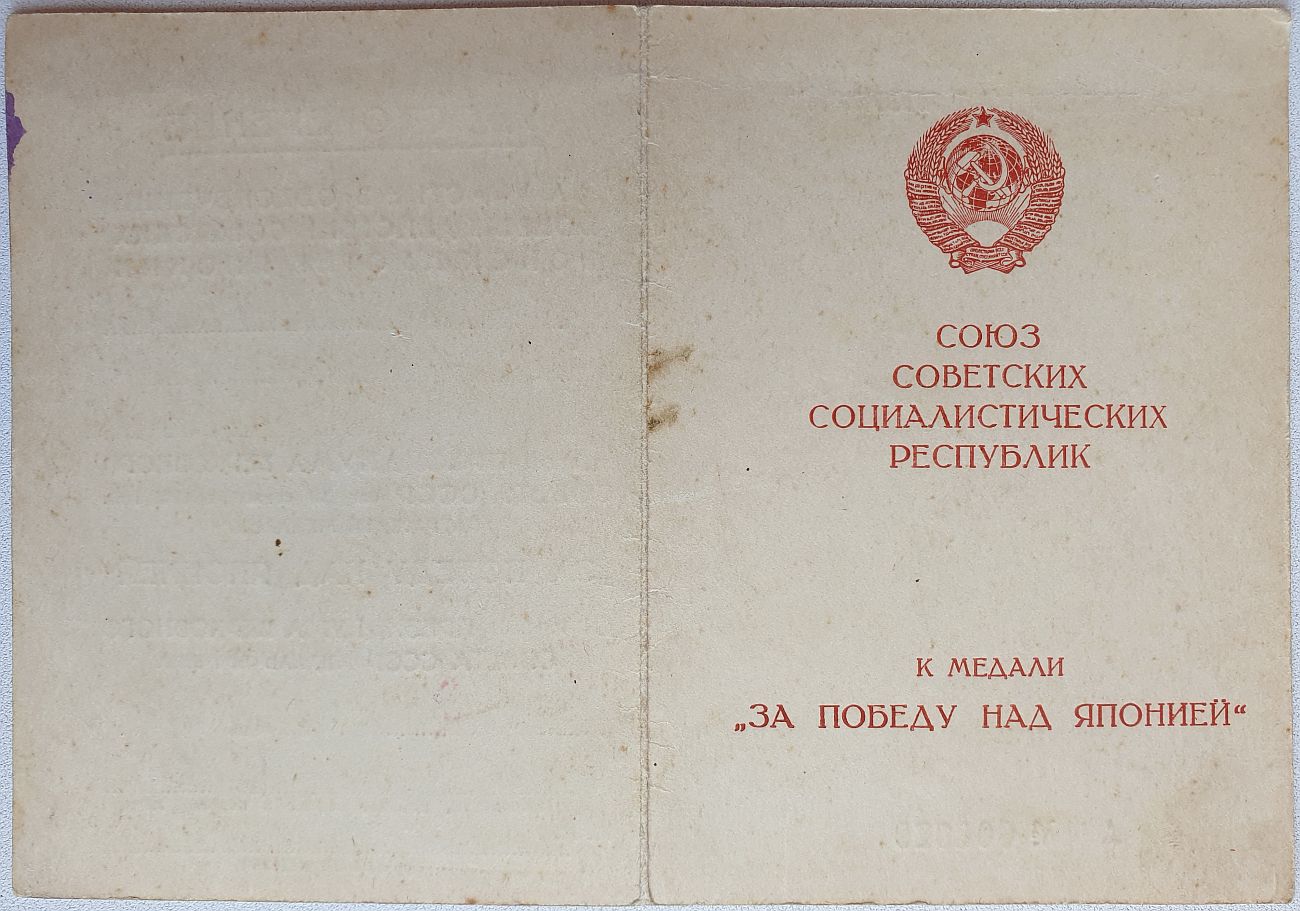 СОЮЗ
СОВЕТСКИХ
СОЦИАЛИСТИЧЕСКИХ
РЕСПУБЛИК
К МЕДАЛИ
„ЗА ПОБЕДУ НАД ЯПОНИЕЙ“